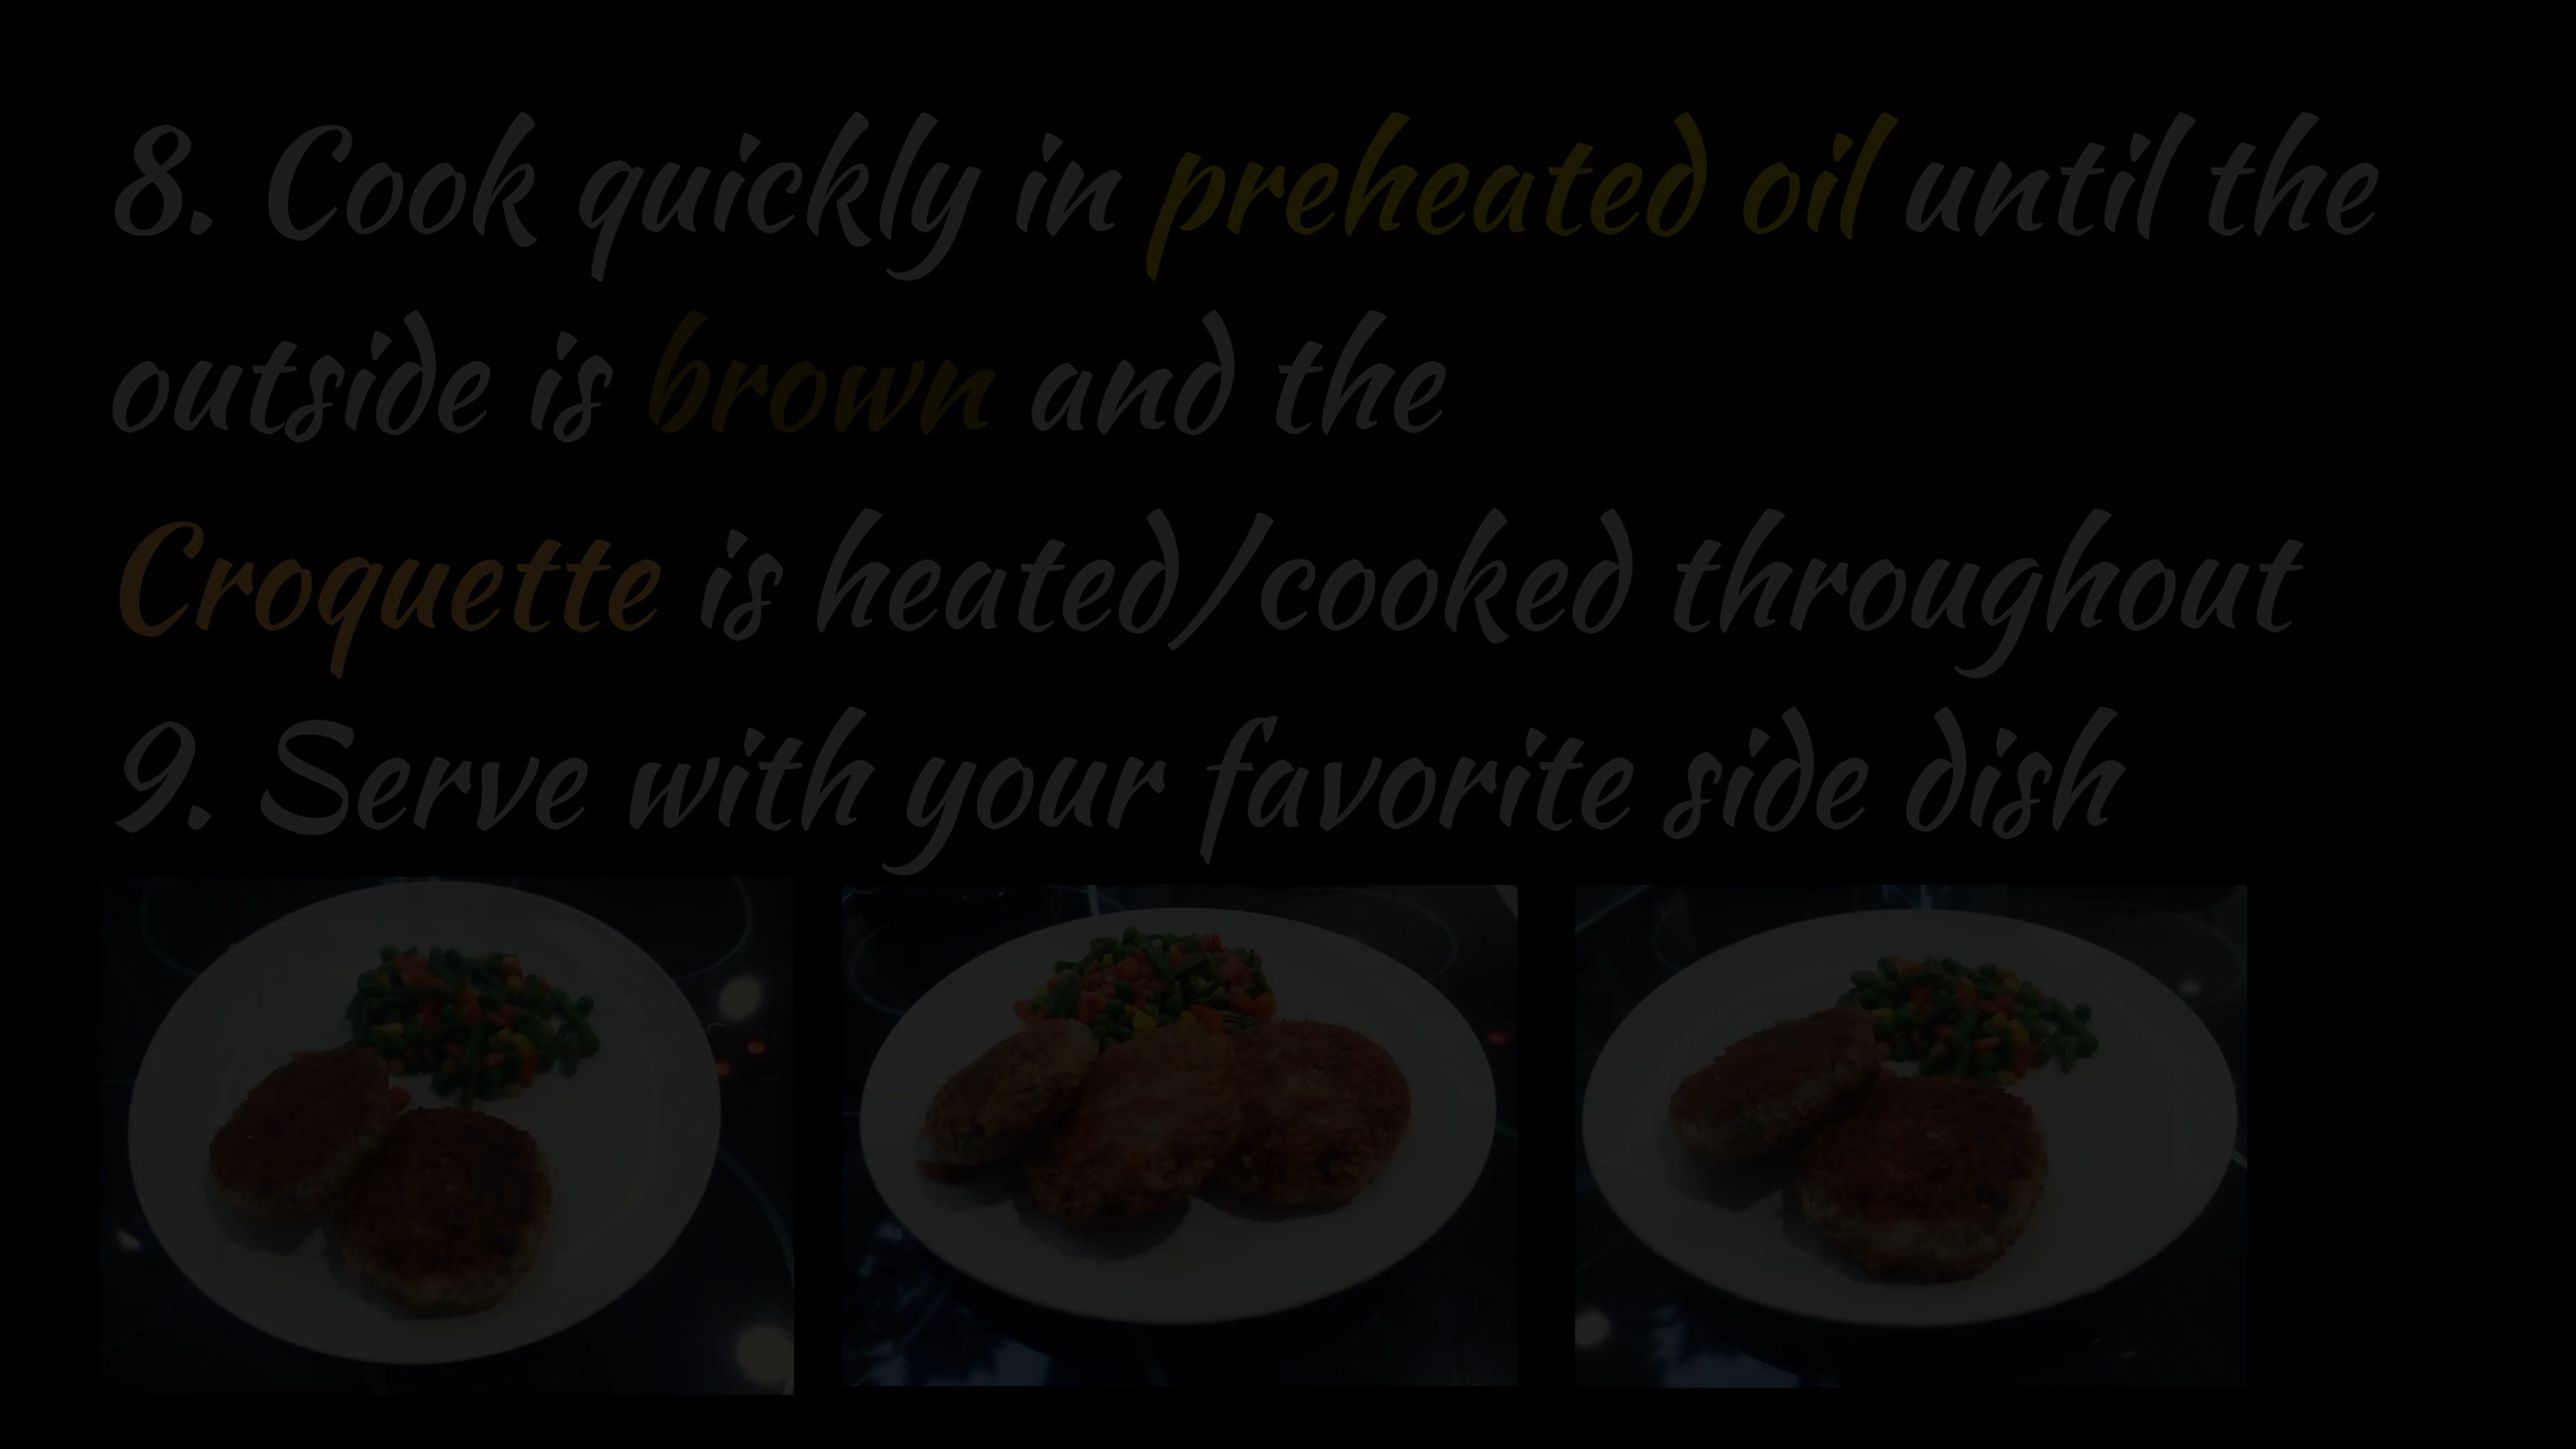 8. Cook quickly in preheated oil until the
outside is brown and the
Croquette is heated/cooked throughout
9. Serve with your favorite side dish